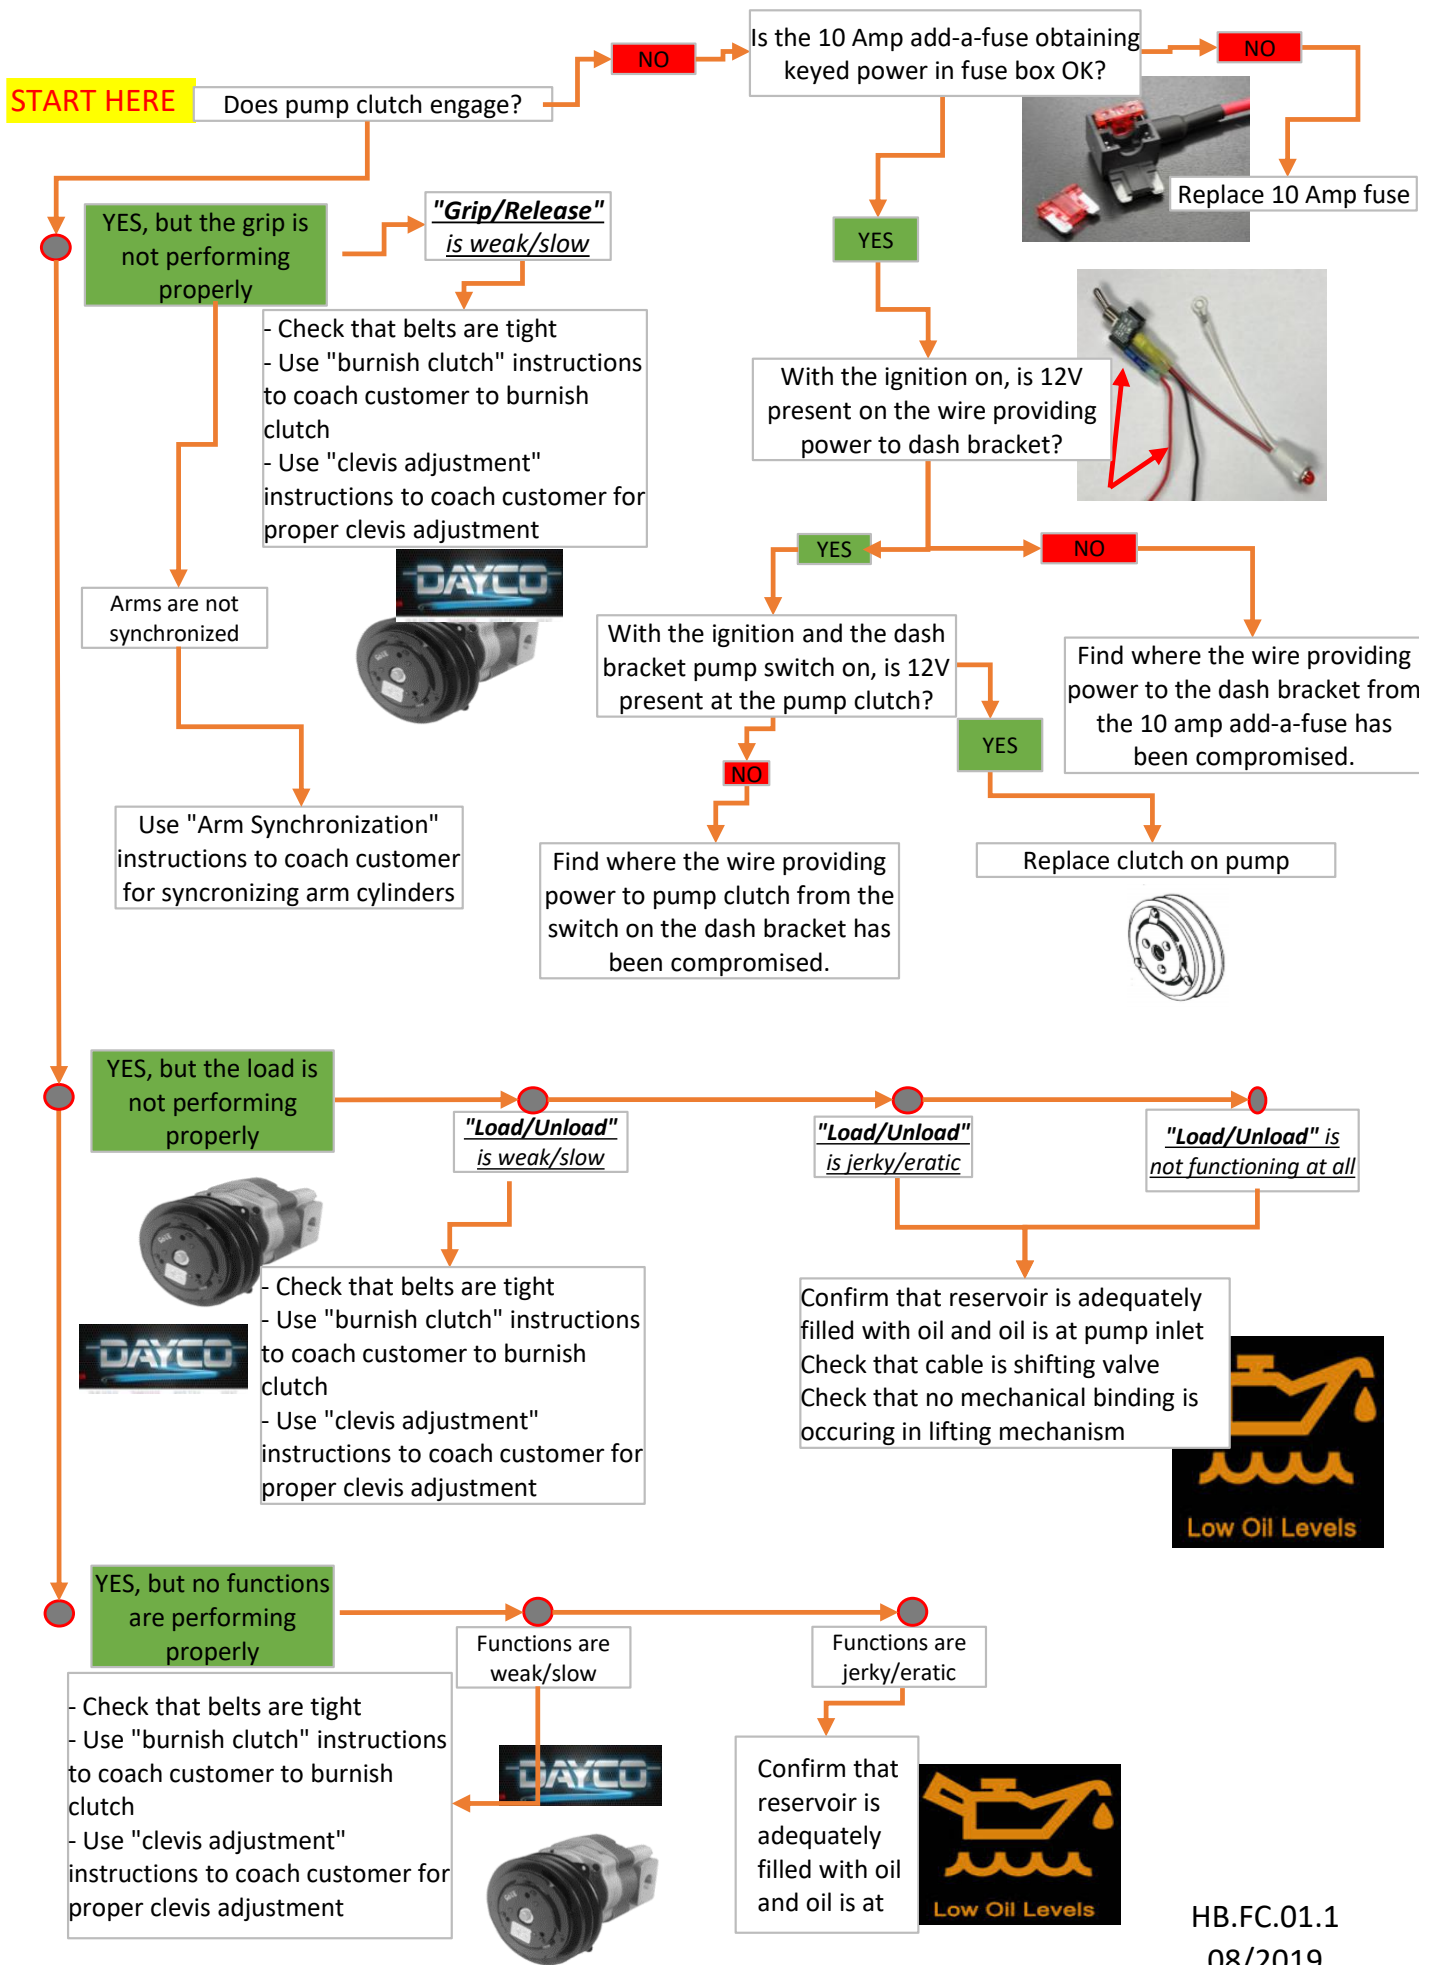 START HERE
Does pump clutch engage?
NO
Is the 10 Amp add-a-fuse obtaining
keyed power in fuse box OK?
NO
Replace 10 Amp fuse
YES
With the ignition on, is 12V
present on the wire providing
power to dash bracket?
YES
NO
With the ignition and the dash
bracket pump switch on, is 12V
present at the pump clutch?
Find where the wire providing
power to the dash bracket from
the 10 amp add-a-fuse has
been compromised.
NO
YES
Find where the wire providing
power to pump clutch from the
switch on the dash bracket has
been compromised.
Replace clutch on pump
YES, but the grip is
not performing
properly
"Grip/Release"
is weak/slow
- Check that belts are tight
- Use "burnish clutch" instructions
to coach customer to burnish
clutch
- Use "clevis adjustment"
instructions to coach customer for
proper clevis adjustment
DAYCO
Arms are not
synchronized
Use "Arm Synchronization"
instructions to coach customer
for syncronizing arm cylinders
YES, but the load is
not performing
properly
"Load/Unload"
is weak/slow
"Load/Unload"
is jerky/eratic
"Load/Unload" is
not functioning at all
- Check that belts are tight
- Use "burnish clutch" instructions
to coach customer to burnish
clutch
- Use "clevis adjustment"
instructions to coach customer for
proper clevis adjustment
DAYCO
Confirm that reservoir is adequately
filled with oil and oil is at pump inlet
Check that cable is shifting valve
Check that no mechanical binding is
occuring in lifting mechanism
Low Oil Levels
YES, but no functions
are performing
properly
Functions are
weak/slow
Functions are
jerky/eratic
- Check that belts are tight
- Use "burnish clutch" instructions
to coach customer to burnish
clutch
- Use "clevis adjustment"
instructions to coach customer for
proper clevis adjustment
DAYCO
Confirm that
reservoir is
adequately
filled with oil
and oil is at
Low Oil Levels
HB.FC.01.1
08/2019